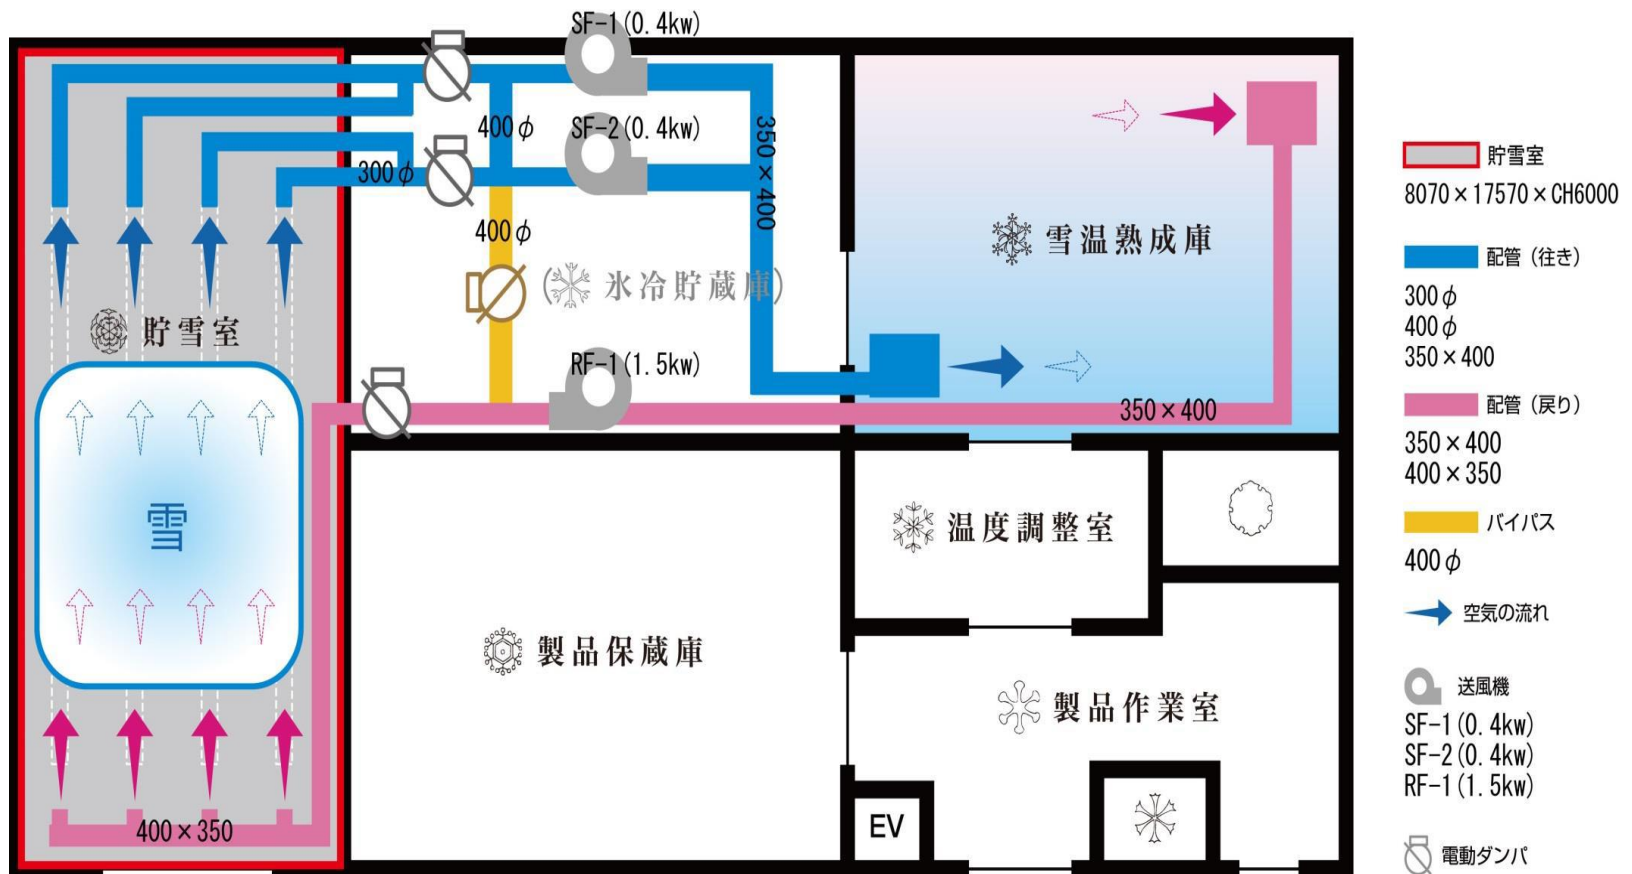 SF-1(0.4kw)
400φ
SF-2(0.4kw)
300φ
350×400
400φ
(氷冷貯蔵庫)
雪温熟成庫
貯雪室
RF-1(1.5kw)
350×400
雪
温度調整室
製品保蔵庫
製品作業室
400×350
EV
貯雪室
8070×17570×CH6000
配管（往き）
300φ
400φ
350×400
配管（戻り）
350×400
400×350
バイパス
400φ
空気の流れ
送風機
SF-1(0.4kw)
SF-2(0.4kw)
RF-1(1.5kw)
電動ダンパ